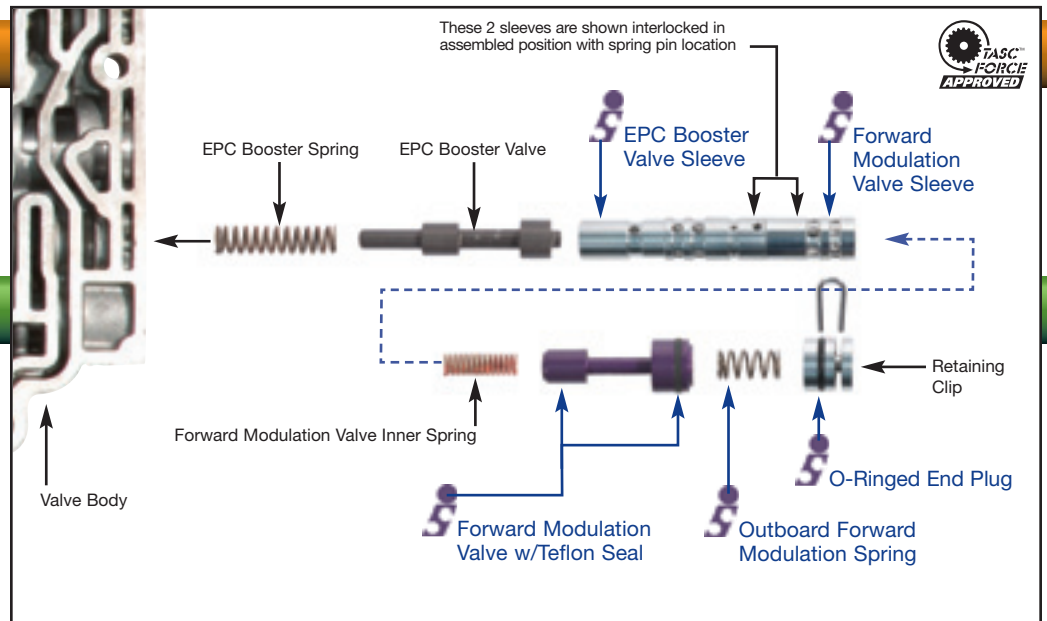 These 2 sleeves are shown interlocked in
assembled position with spring pin location
TASC™
FORCE
APPROVED
EPC Booster
Valve Sleeve
Forward
Modulation
Valve Sleeve
EPC Booster Spring
EPC Booster Valve
Retaining
Clip
Forward Modulation Valve Inner Spring
O-Ringed End Plug
Valve Body
Forward Modulation
Valve w/Teflon Seal
Outboard Forward
Modulation Spring